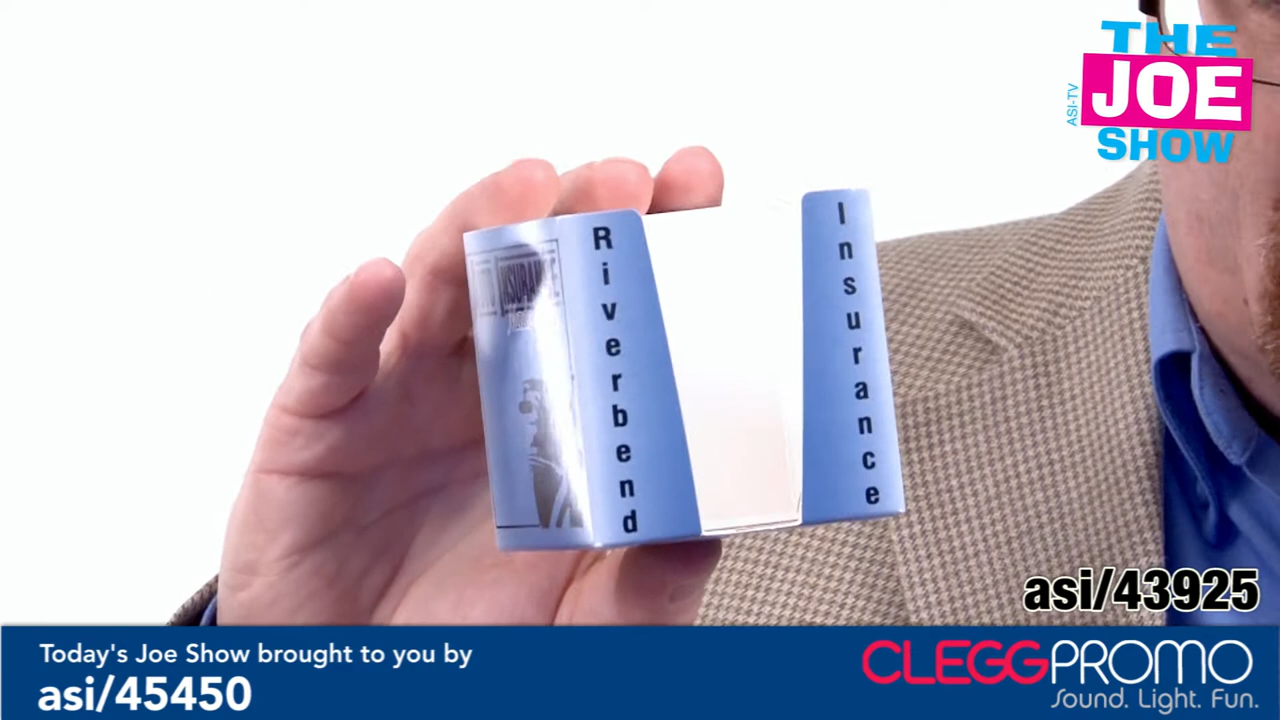 THE
ASI-TV
JOE
SHOW
INSURANCE
Riverbend
Insurance
asi/43925
Today's Joe Show brought to you by
asi/45450
CLEGGPROMO
Sound. Light. Fun.